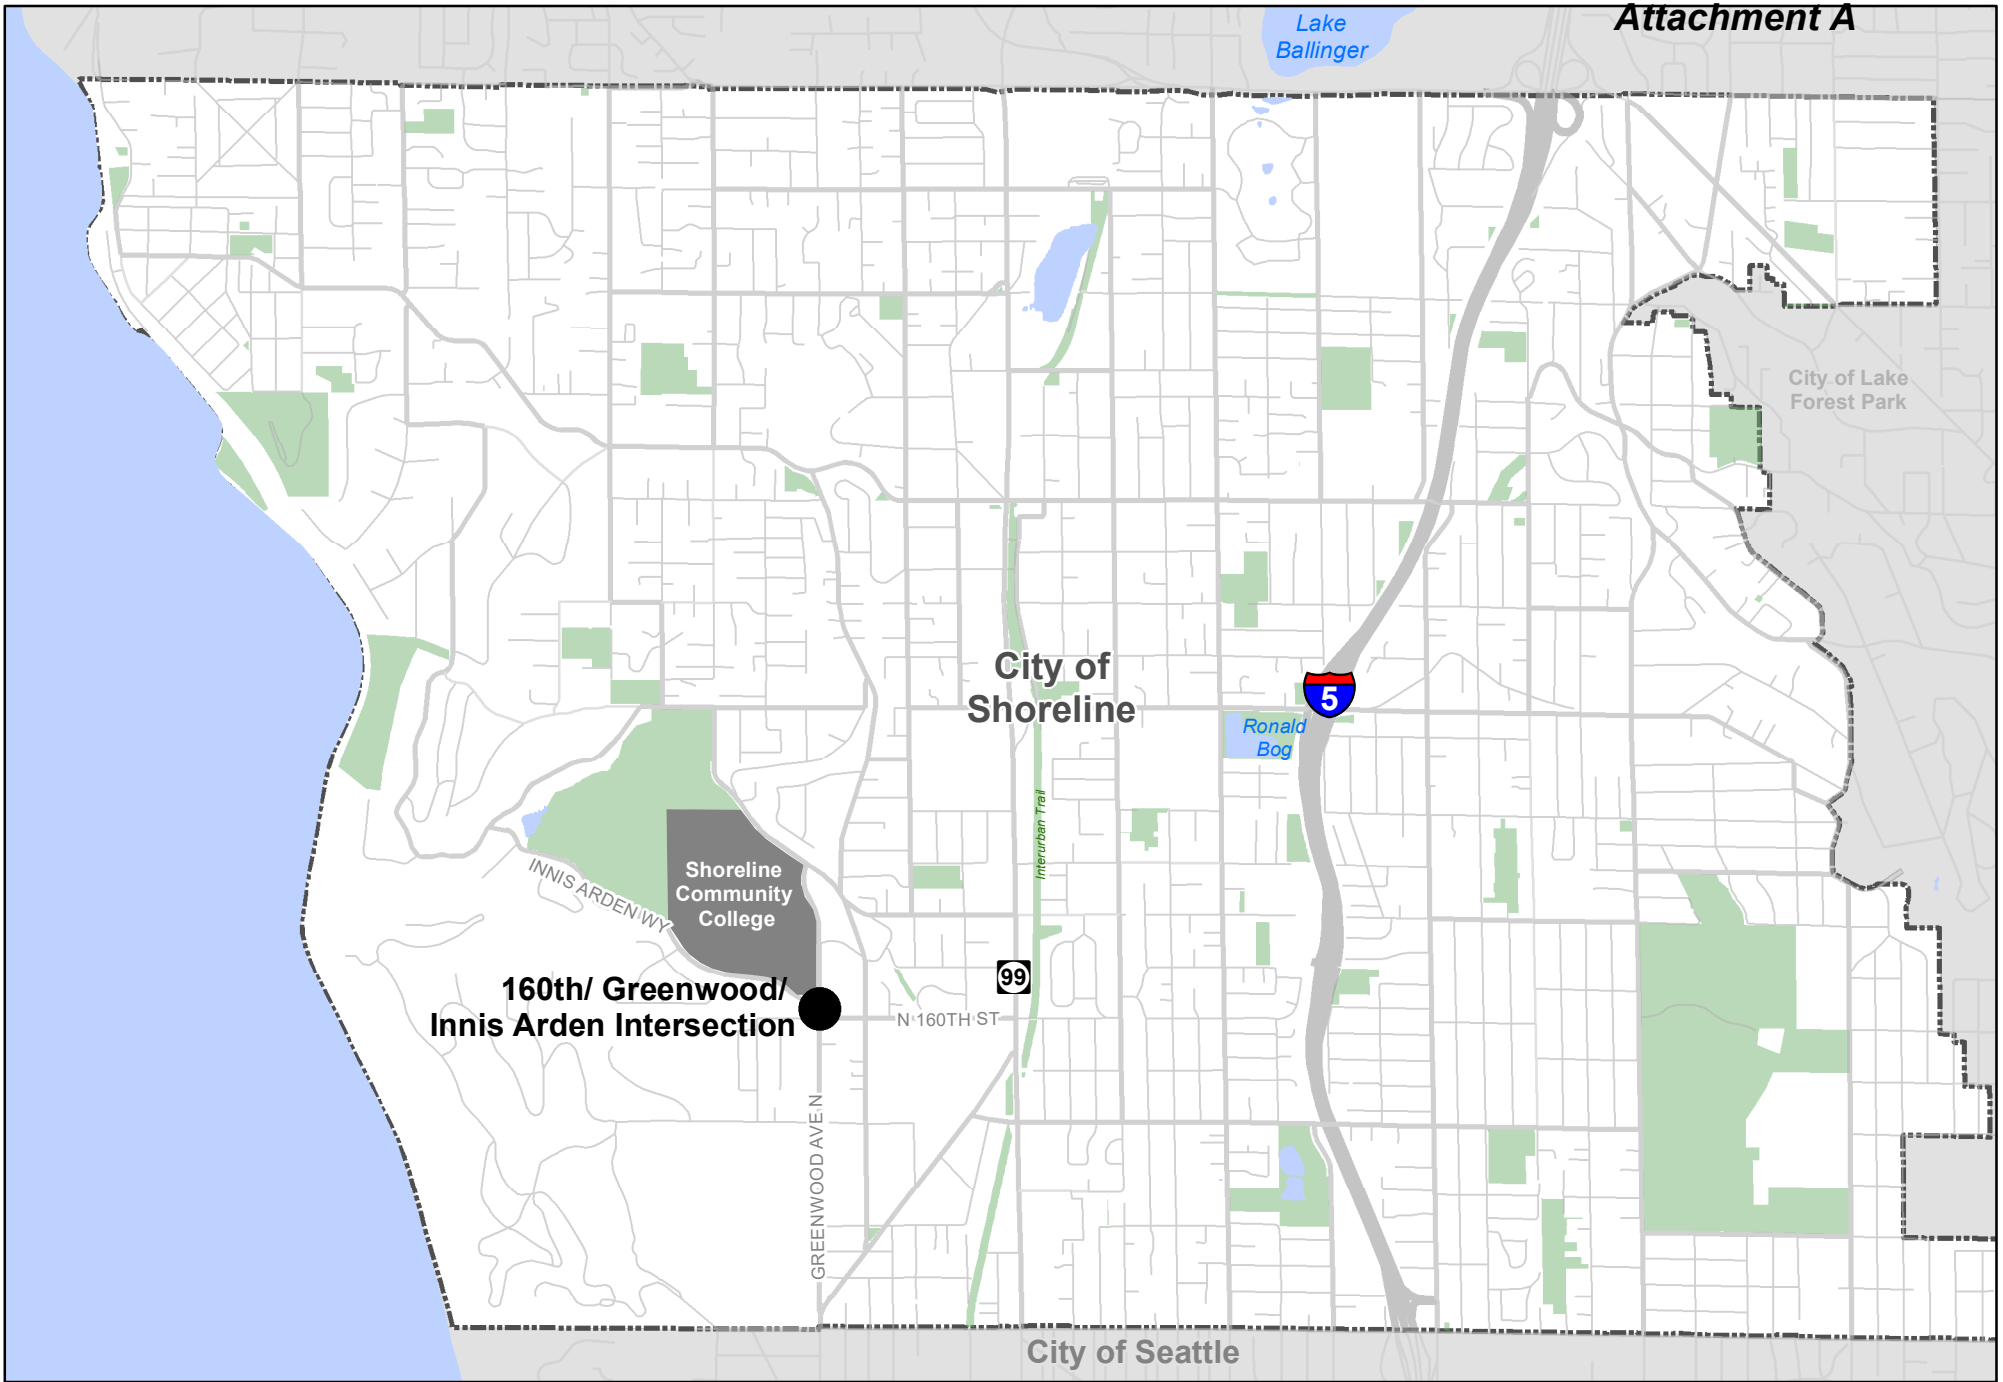 Attachment A
Lake
Ballinger
City of Lake
Forest Park
City of
Shoreline
5
Ronald
Bog
Interurban Trail
Shoreline
Community
College
INNIS ARDEN WY
99
160th/ Greenwood/
Innis Arden Intersection
N 160TH ST
GREENWOOD AVE N
City of Seattle